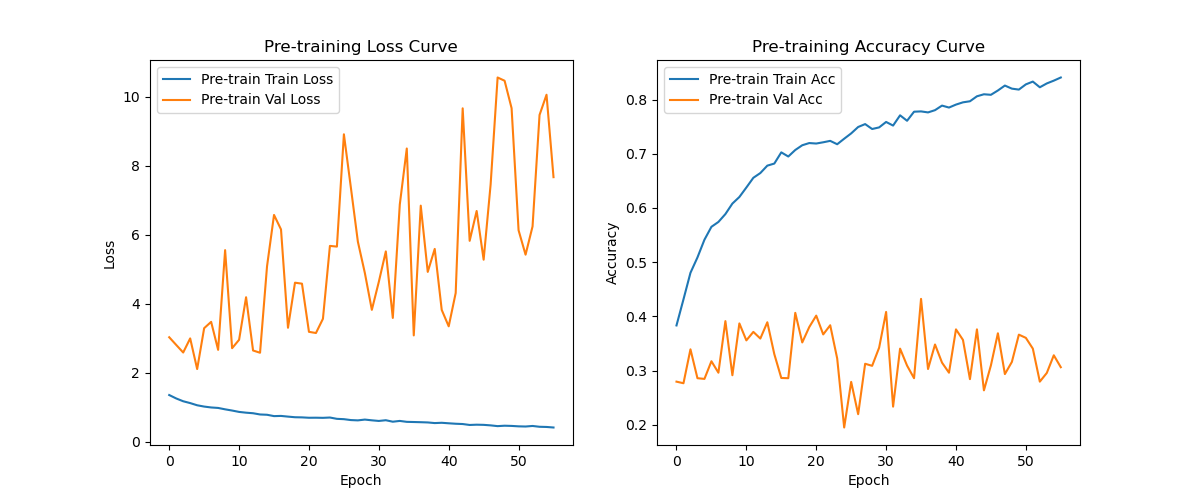 Pre-training Loss Curve
Pre-train Train Loss
Pre-train Val Loss
Loss
10
8
6
4
2
0
0
10
20
30
40
50
Epoch
Pre-training Accuracy Curve
Pre-train Train Acc
Pre-train Val Acc
Accuracy
0.8
0.7
0.6
0.5
0.4
0.3
0.2
0
10
20
30
40
50
Epoch